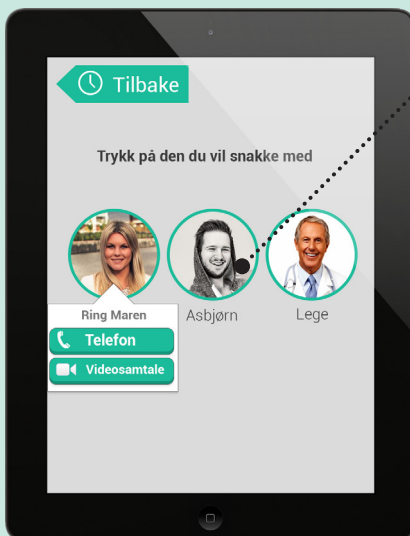 Tilbake
Trykk på den du vil snakke med
Ring Maren
Asbjørn
Lege
Telefon
Videosamtale